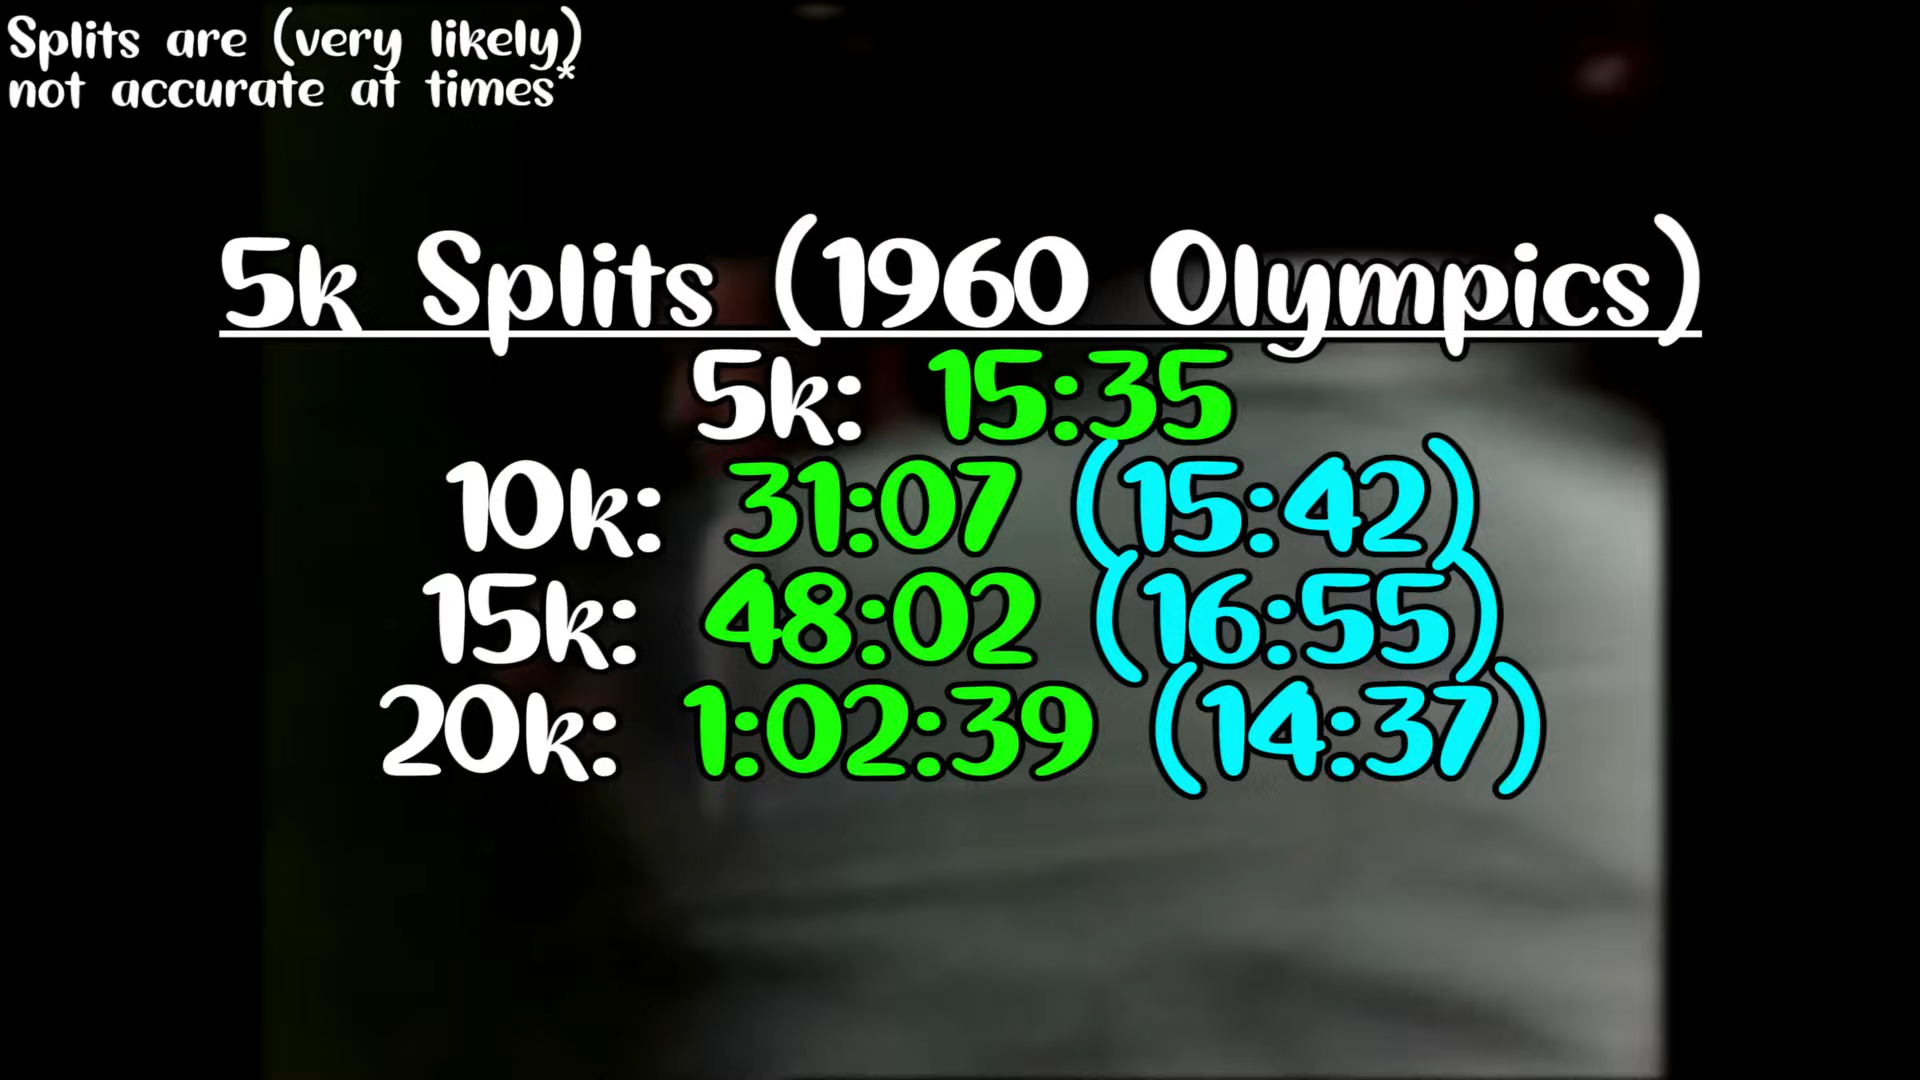 Splits are (very likely)
not accurate at times*
5k Splits (1960 Olympics)
5k: 15:35
10k: 31:07 (15:42)
15k: 48:02 (16:55)
20k: 1:02:39 (14:37)